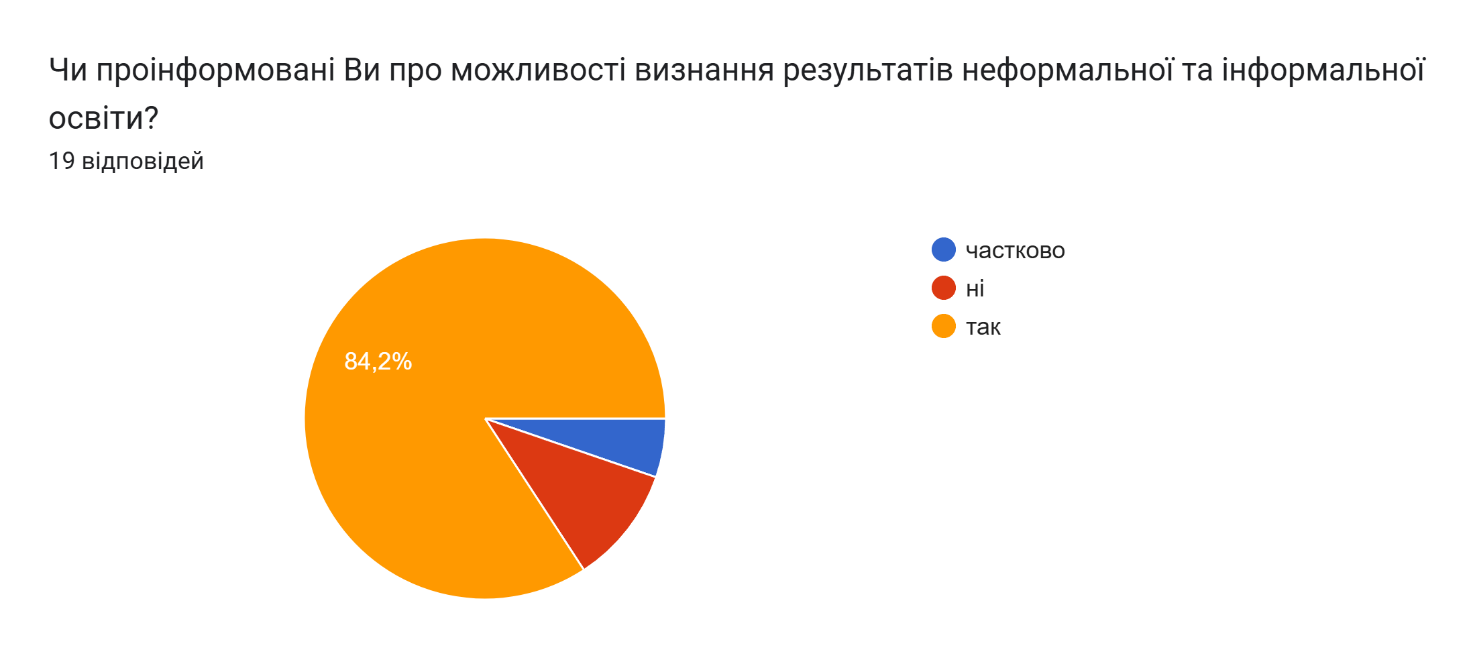 Чи проінформовані Ви про можливості визнання результатів неформальної та інформальної
освіти?
19 відповідей
частково
ні
так
84,2%